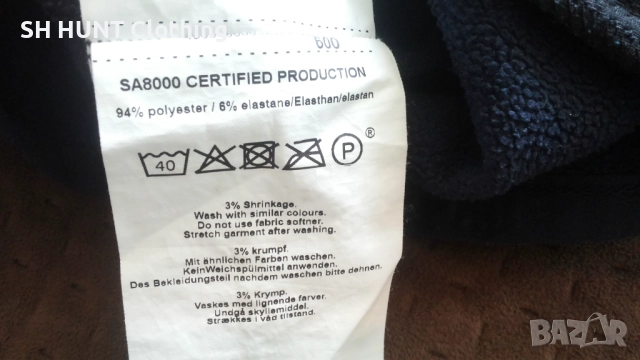 SH HUNT Clothing
600
SA8000 CERTIFIED PRODUCTION
94% polyester / 6% elastane/Elasthan/elastan
40 P ®
3% Shrinkage.
Wash with similar colours.
Do not use fabric softner.
Stretch garment after washing.
3% krumpf.
Mit ähnlichen Farben waschen.
KeinWeichspülmittel anwenden.
Des Bekleidungsteil nachdem waschen bitte dehnen.
3% Krymp.
Vaskes med lignende farver.
Undgå skyllemiddel.
Strækkes i våd tilstand.
BAZAR